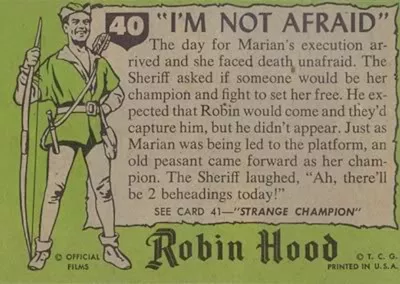 40 "I'M NOT AFRAID"
The day for Marian's execution ar-
rived and she faced death unafraid. The
Sheriff asked if someone would be her
champion and fight to set her free. He ex-
pected that Robin would come and they'd
capture him, but he didn't appear. Just as
Marian was being led to the platform, an
old peasant came forward as her cham-
pion. The Sheriff laughed, "Ah, there'll
be 2 beheadings today!"
SEE CARD 41—"STRANGE CHAMPION"
© OFFICIAL
FILMS
Robin Hood
© T. C. G.
PRINTED IN U.S.A.